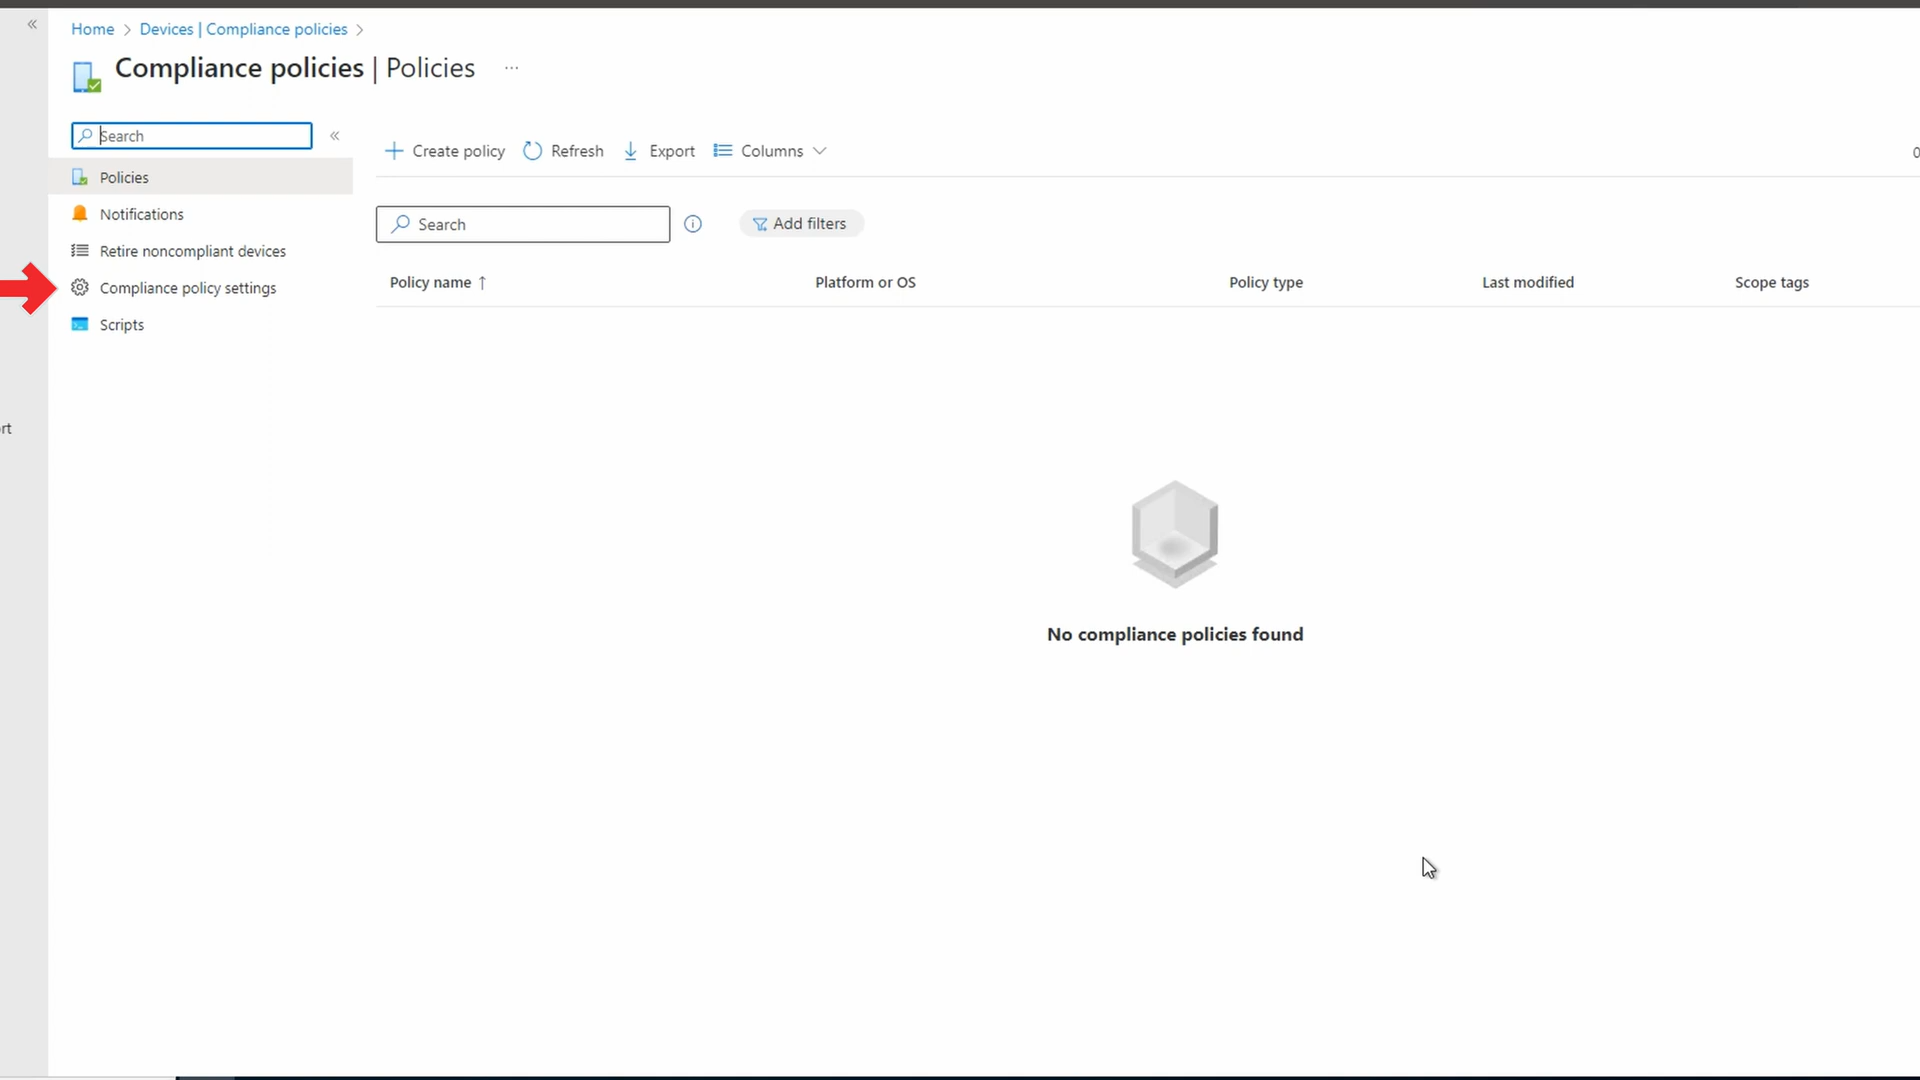 Home > Devices | Compliance policies >
Compliance policies | Policies ...
Search
Policies
Notifications
Retire noncompliant devices
Compliance policy settings
Scripts
rt
Create policy Refresh Export Columns
0
Search Add filters
Policy name ↑ Platform or OS Policy type Last modified Scope tags
No compliance policies found